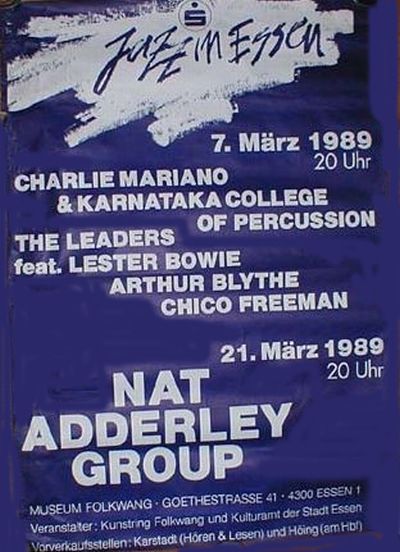 Jazz in Essen
7. März 1989
20 Uhr
CHARLIE MARIANO
& KARNATAKA COLLEGE
OF PERCUSSION
THE LEADERS
feat. LESTER BOWIE
ARTHUR BLYTHE
CHICO FREEMAN
21. März 1989
20 Uhr
NAT
ADDERLEY
GROUP
MUSEUM FOLKWANG · GOETHESTRASSE 41 · 4300 ESSEN 1
Veranstalter: Kunstring Folkwang und Kulturamt der Stadt Essen
Vorverkaufsstellen: Karstadt (Hören & Lesen) und Höing (am Hbf)